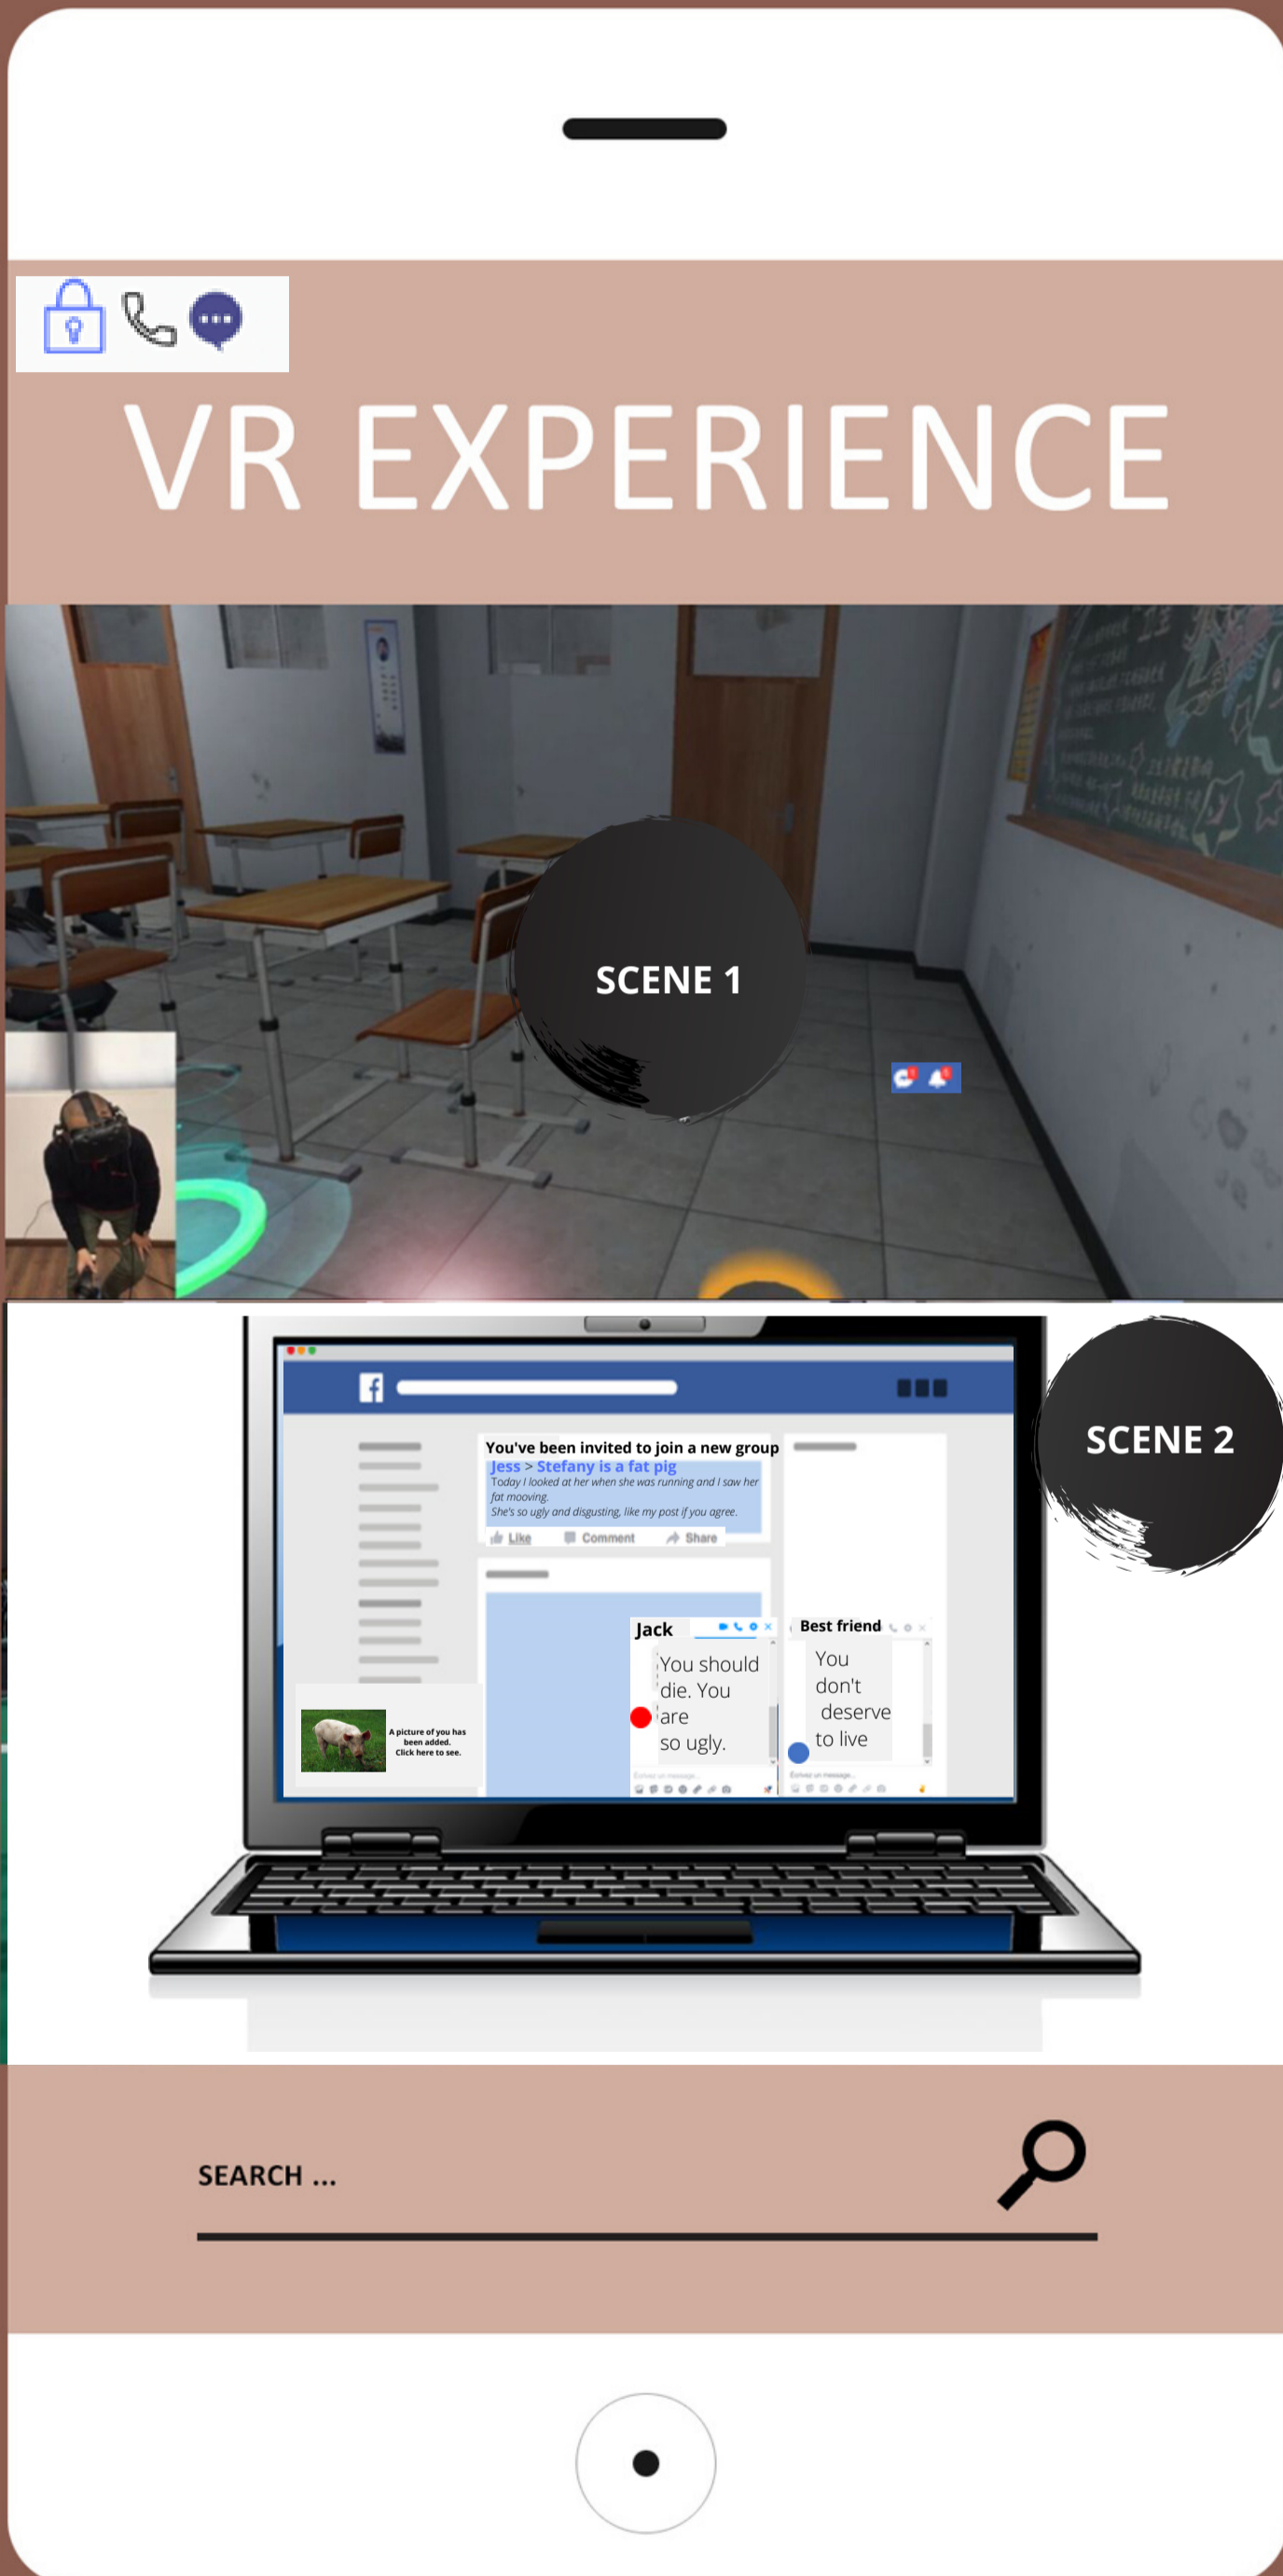 VR EXPERIENCE
SCENE 1
SCENE 2
You've been invited to join a new group
Jess > Stefany is a fat pig
Today I looked at her when she was running and I saw her
fat mooving.
She's so ugly and disgusting, like my post if you agree.
Like Comment Share
Jack
You should
die. You
are
so ugly.
Best friend
You
don't
deserve
to live
A picture of you has
been added.
Click here to see.
SEARCH ...